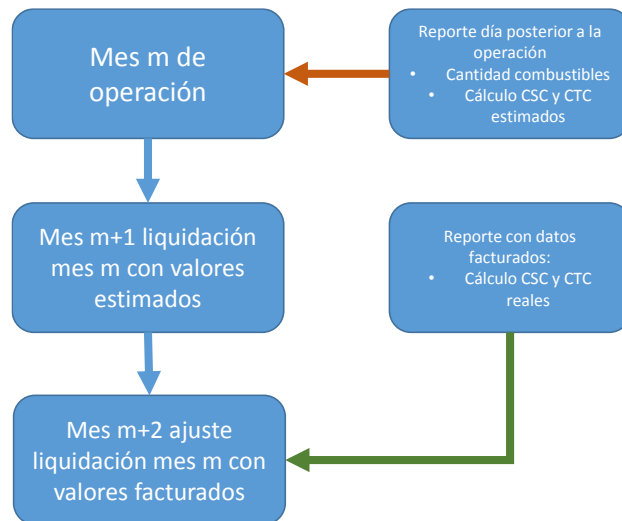 Mes m de
operación
Reporte día posterior a la
operación
• Cantidad combustibles
• Cálculo CSC y CTC
estimados
Mes m+1 liquidación
mes m con valores
estimados
Reporte con datos
facturados:
• Cálculo CSC y CTC
reales
Mes m+2 ajuste
liquidación mes m con
valores facturados